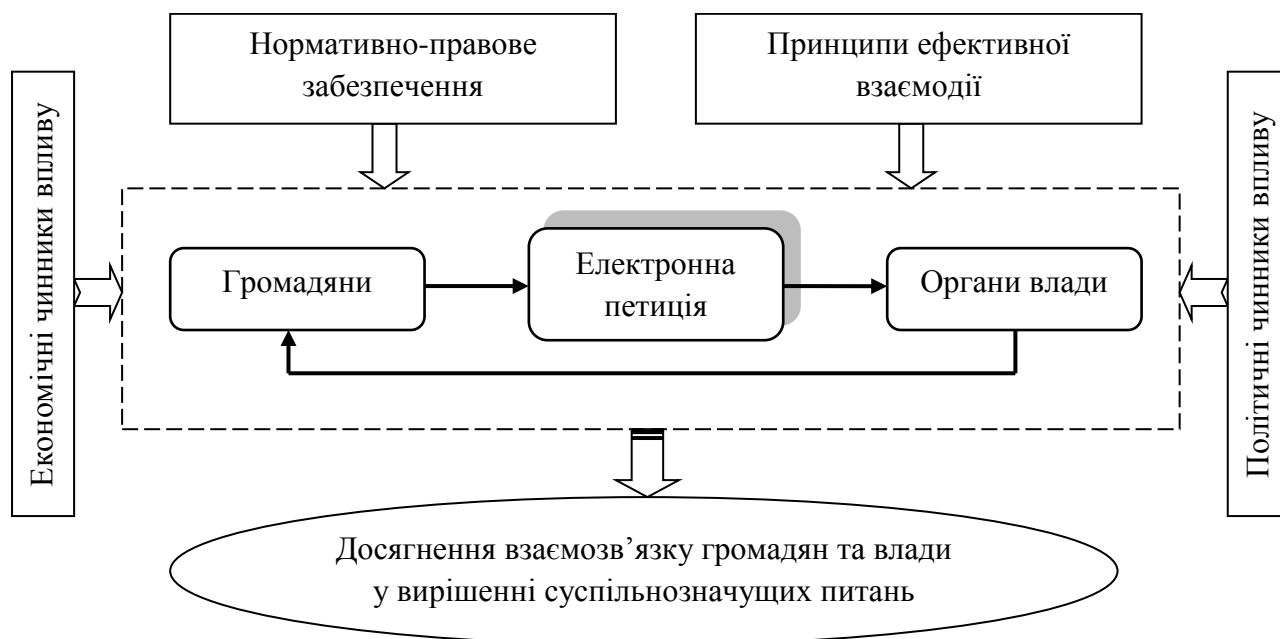 Нормативно-правове
забезпечення
Принципи ефективної
взаємодії
Економічні чинники впливу
Громадяни
Електронна
петиція
Органи влади
Політичні чинники впливу
Досягнення взаємозв’язку громадян та влади
у вирішенні суспільнозначущих питань